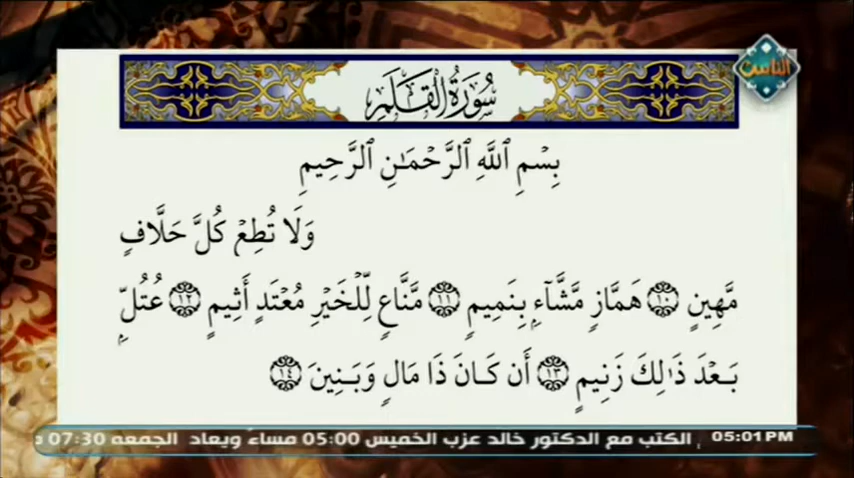 الناس
سُورَةُ القَلَمِ
بِسْمِ ٱللَّهِ ٱلرَّحْمَـٰنِ ٱلرَّحِيمِ
وَلَا تُطِعْ كُلَّ حَلَّافٍ
مَّهِينٍ ١٠ هَمَّازٍ مَّشَّآءٍ بِنَمِيمٍ ١١ مَّنَّاعٍ لِّلْخَيْرِ مُعْتَدٍ أَثِيمٍ ١٢ عُتُلٍّ
بَعْدَ ذَٰلِكَ زَنِيمٍ ١٣ أَن كَانَ ذَا مَالٍ وَبَنِينَ ١٤
الكتب مع الدكتور خالد عزب الخميس 05:00 مساءً ويعاد الجمعه 07:30
05:01 PM